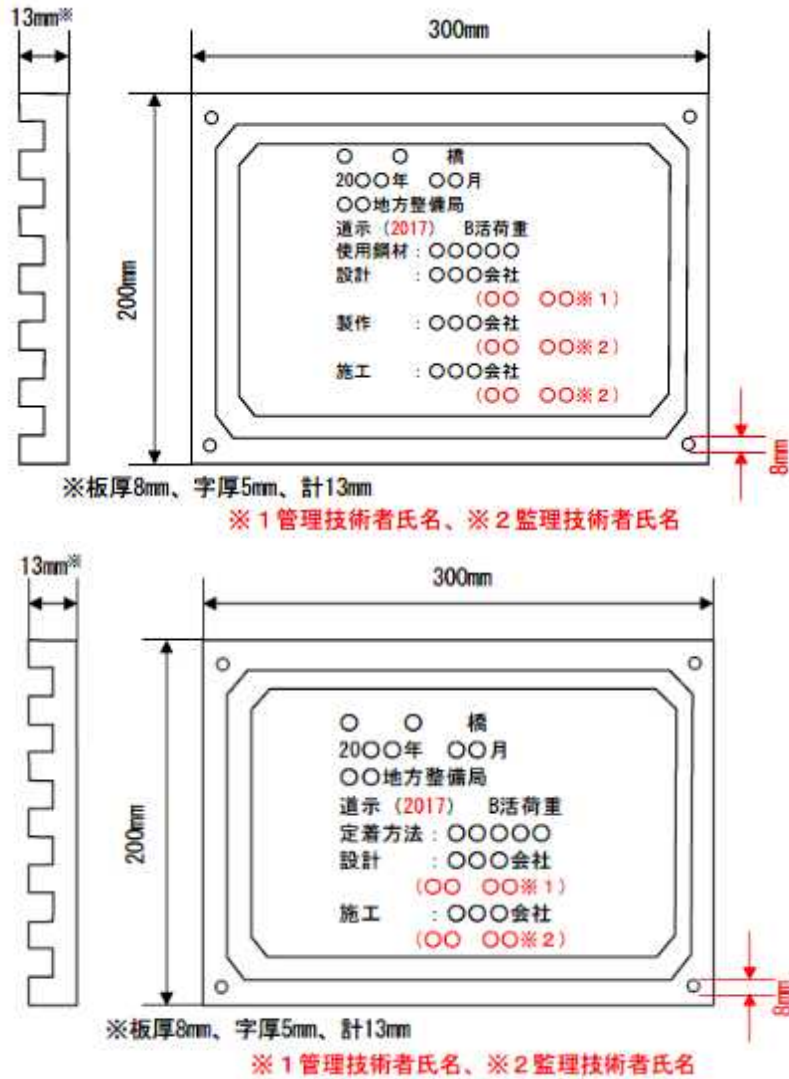 13mm※
300mm
200mm
○ ○ 橋
20○○年 ○○月
○○地方整備局
道示（2017） B活荷重
使用鋼材：○○○○○
設計 ：○○○会社
（○○ ○○※１）
製作 ：○○○会社
（○○ ○○※２）
施工 ：○○○会社
（○○ ○○※２）
8mm
※板厚8mm、字厚5mm、計13mm
※１管理技術者氏名、※２監理技術者氏名
13mm※
300mm
200mm
○ ○ 橋
20○○年 ○○月
○○地方整備局
道示（2017） B活荷重
定着方法：○○○○○
設計 ：○○○会社
（○○ ○○※１）
施工 ：○○○会社
（○○ ○○※２）
8mm
※板厚8mm、字厚5mm、計13mm
※１管理技術者氏名、※２監理技術者氏名